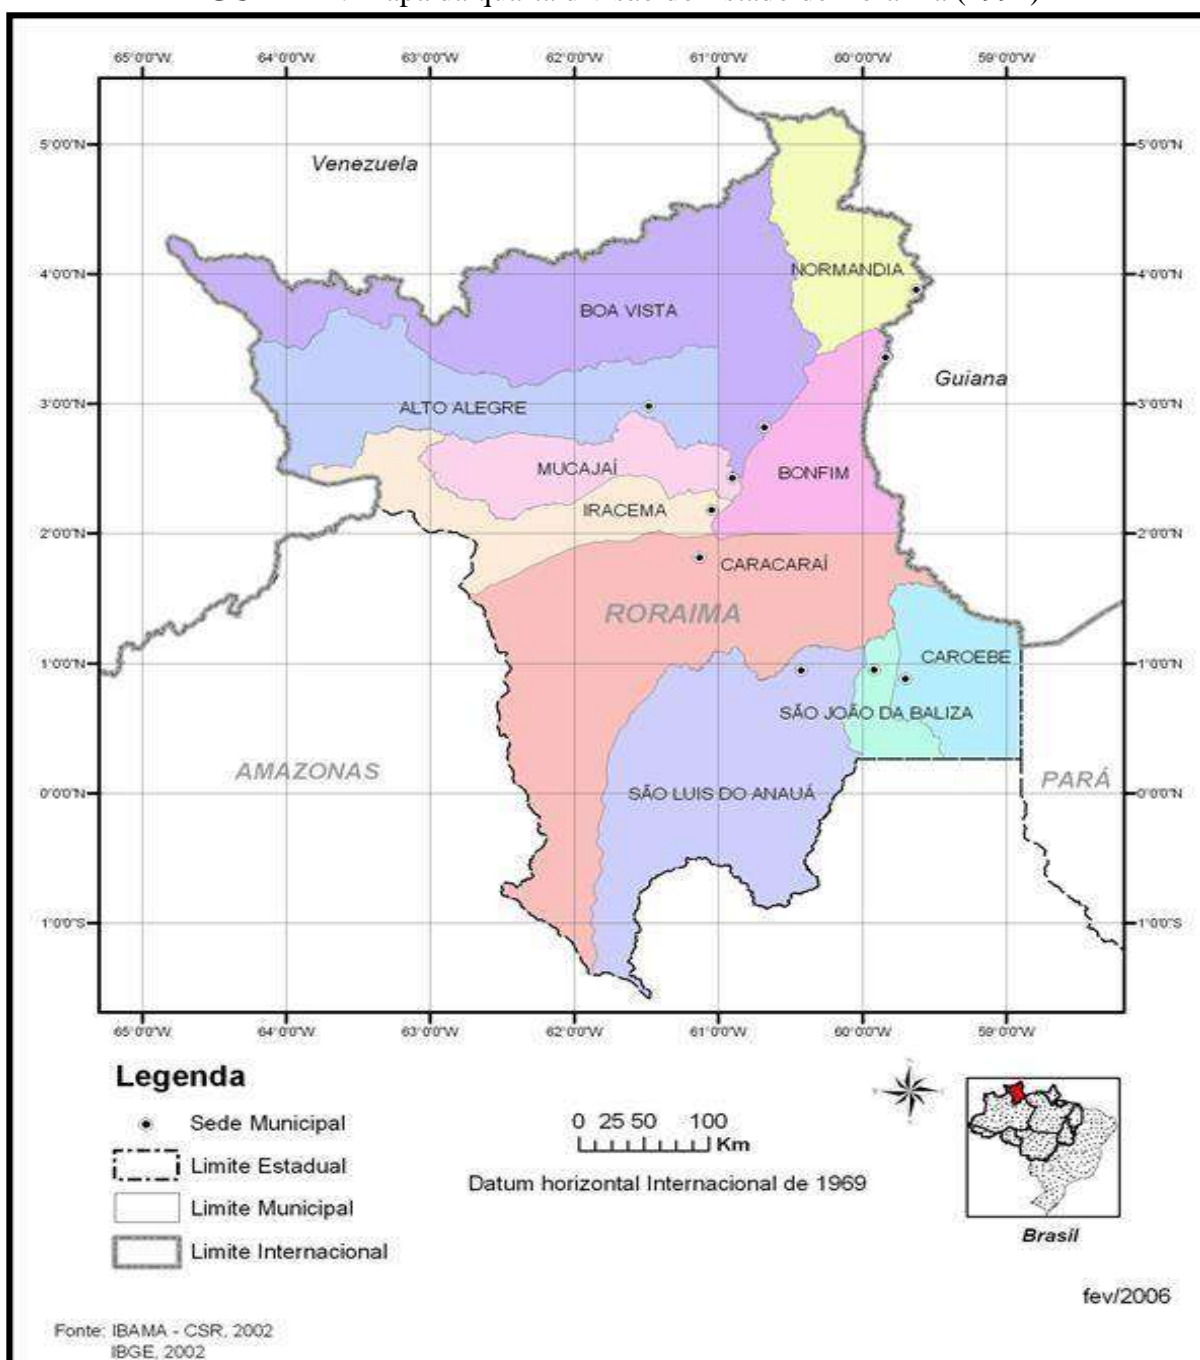 65°0'0"W 64°0'0"W 63°0'0"W 62°0'0"W 61°0'0"W 60°0'0"W 59°0'0"W
5°0'0"N 5°0'0"N
Venezuela
4°0'0"N NORMANDIA 4°0'0"N
BOA VISTA
Guiana
3°0'0"N ALTO ALEGRE 3°0'0"N
MUCAJAÍ BONFIM
IRACEMA
2°0'0"N 2°0'0"N
CARACARAÍ
RORAIMA
1°0'0"N CAROEBE 1°0'0"N
SÃO JOÃO DA BALIZA
AMAZONAS PARÁ
0°0'0"N SÃO LUIS DO ANAUÁ 0°0'0"N
1°0'0"S 1°0'0"S
65°0'0"W 64°0'0"W 63°0'0"W 62°0'0"W 61°0'0"W 60°0'0"W 59°0'0"W
Legenda
Sede Municipal
Limite Estadual
Limite Municipal
Limite Internacional
0 25 50 100
Km
Datum horizontal Internacional de 1969
Brasil
fev/2006
Fonte: IBAMA - CSR, 2002
IBGE, 2002